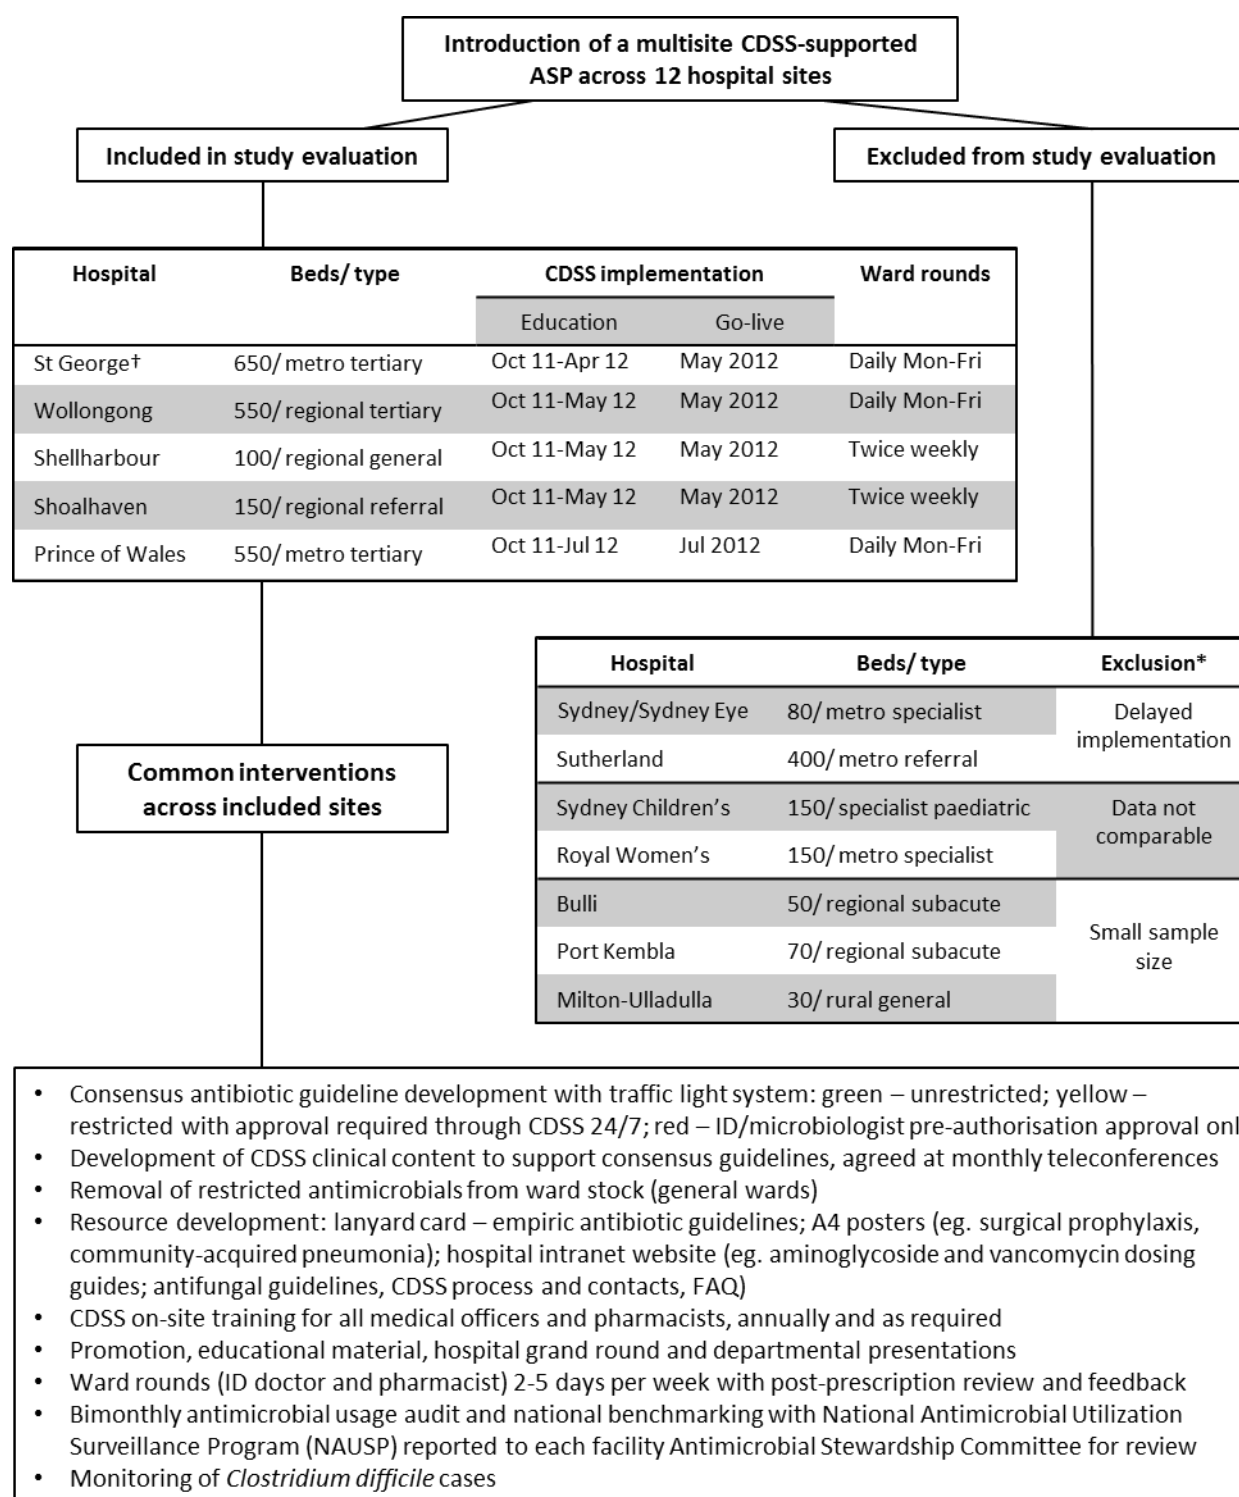 Introduction of a multisite CDSS-supported
ASP across 12 hospital sites
Included in study evaluation
Excluded from study evaluation
Hospital Beds/ type CDSS implementation Ward rounds
Education Go-live
St George† 650/ metro tertiary Oct 11-Apr 12 May 2012 Daily Mon-Fri
Wollongong 550/ regional tertiary Oct 11-May 12 May 2012 Daily Mon-Fri
Shellharbour 100/ regional general Oct 11-May 12 May 2012 Twice weekly
Shoalhaven 150/ regional referral Oct 11-May 12 May 2012 Twice weekly
Prince of Wales 550/ metro tertiary Oct 11-Jul 12 Jul 2012 Daily Mon-Fri
Hospital Beds/ type Exclusion*
Sydney/Sydney Eye 80/ metro specialist Delayed
implementation
Sutherland 400/ metro referral
Sydney Children's 150/ specialist paediatric Data not
comparable
Royal Women's 150/ metro specialist
Bulli 50/ regional subacute
Port Kembla 70/ regional subacute Small sample
size
Milton-Ulladulla 30/ rural general
Common interventions
across included sites
• Consensus antibiotic guideline development with traffic light system: green – unrestricted; yellow –
restricted with approval required through CDSS 24/7; red – ID/microbiologist pre-authorisation approval onl
• Development of CDSS clinical content to support consensus guidelines, agreed at monthly teleconferences
• Removal of restricted antimicrobials from ward stock (general wards)
• Resource development: lanyard card – empiric antibiotic guidelines; A4 posters (eg. surgical prophylaxis,
community-acquired pneumonia); hospital intranet website (eg. aminoglycoside and vancomycin dosing
guides; antifungal guidelines, CDSS process and contacts, FAQ)
• CDSS on-site training for all medical officers and pharmacists, annually and as required
• Promotion, educational material, hospital grand round and departmental presentations
• Ward rounds (ID doctor and pharmacist) 2-5 days per week with post-prescription review and feedback
• Bimonthly antimicrobial usage audit and national benchmarking with National Antimicrobial Utilization
Surveillance Program (NAUSP) reported to each facility Antimicrobial Stewardship Committee for review
• Monitoring of Clostridium difficile cases